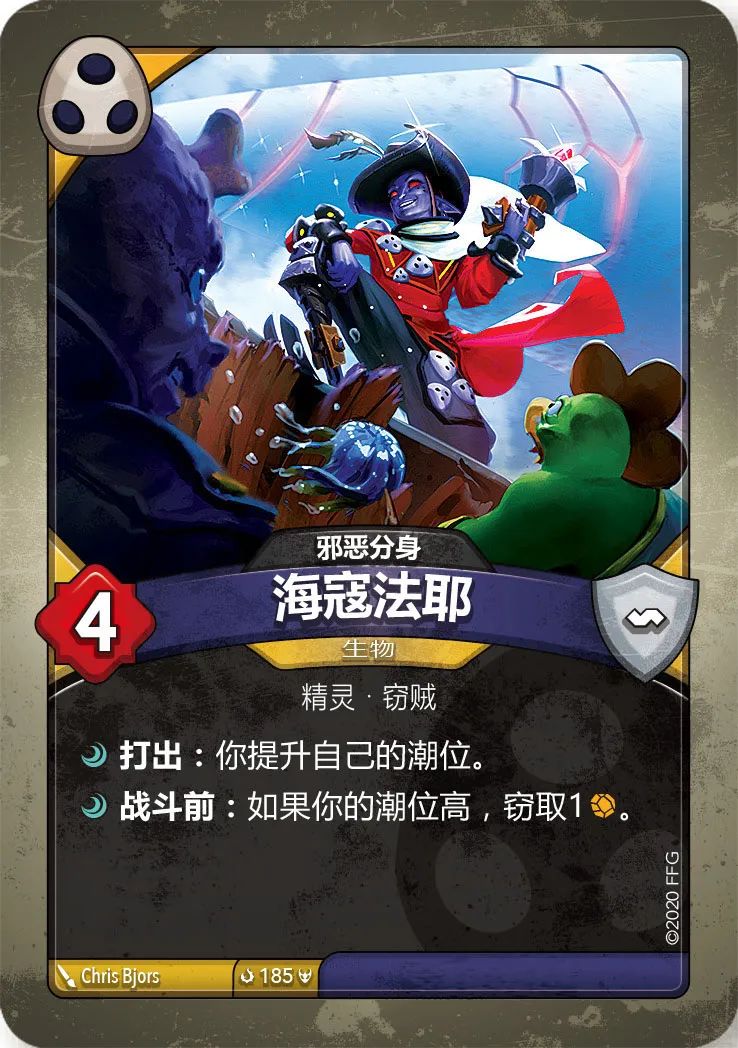 邪恶分身
海寇法耶
4
生物
精灵 · 窃贼
打出：你提升自己的潮位。
战斗前：如果你的潮位高，窃取1。
©2020 FFG
Chris Bjors
185